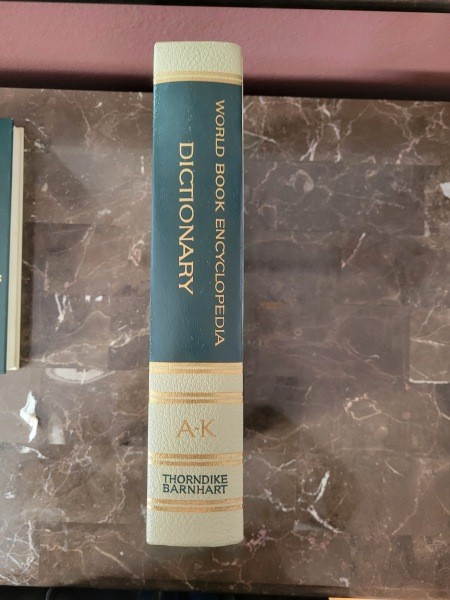 WORLD BOOK ENCYCLOPEDIA
DICTIONARY
A-K
THORNDIKE
BARNHART